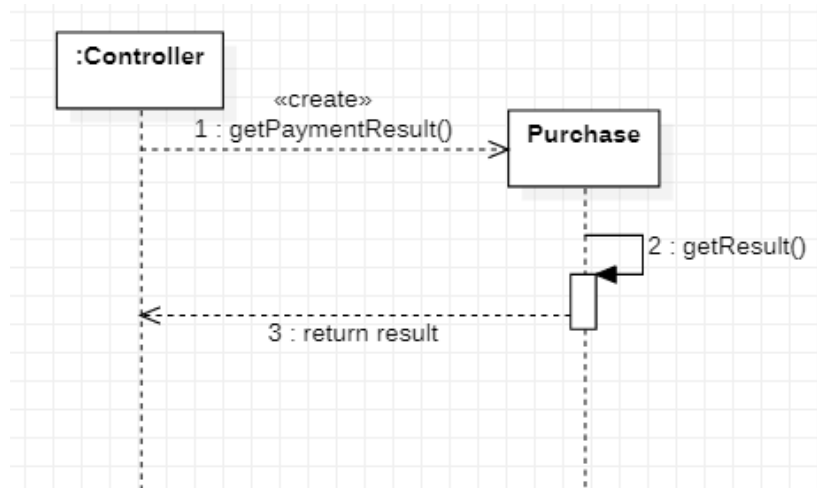 :Controller
«create»
1 : getPaymentResult()
Purchase
2 : getResult()
3 : return result